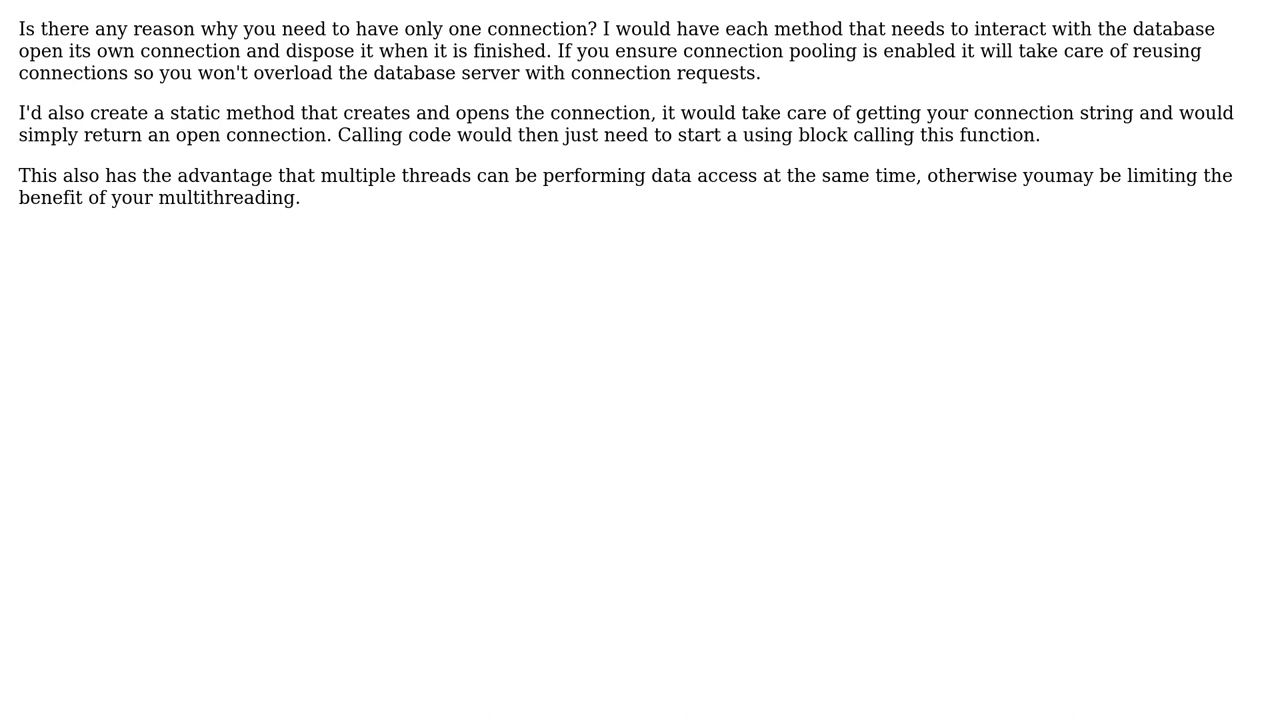 Is there any reason why you need to have only one connection? I would have each method that needs to interact with the database
open its own connection and dispose it when it is finished. If you ensure connection pooling is enabled it will take care of reusing
connections so you won't overload the database server with connection requests.
I'd also create a static method that creates and opens the connection, it would take care of getting your connection string and would
simply return an open connection. Calling code would then just need to start a using block calling this function.
This also has the advantage that multiple threads can be performing data access at the same time, otherwise youmay be limiting the
benefit of your multithreading.